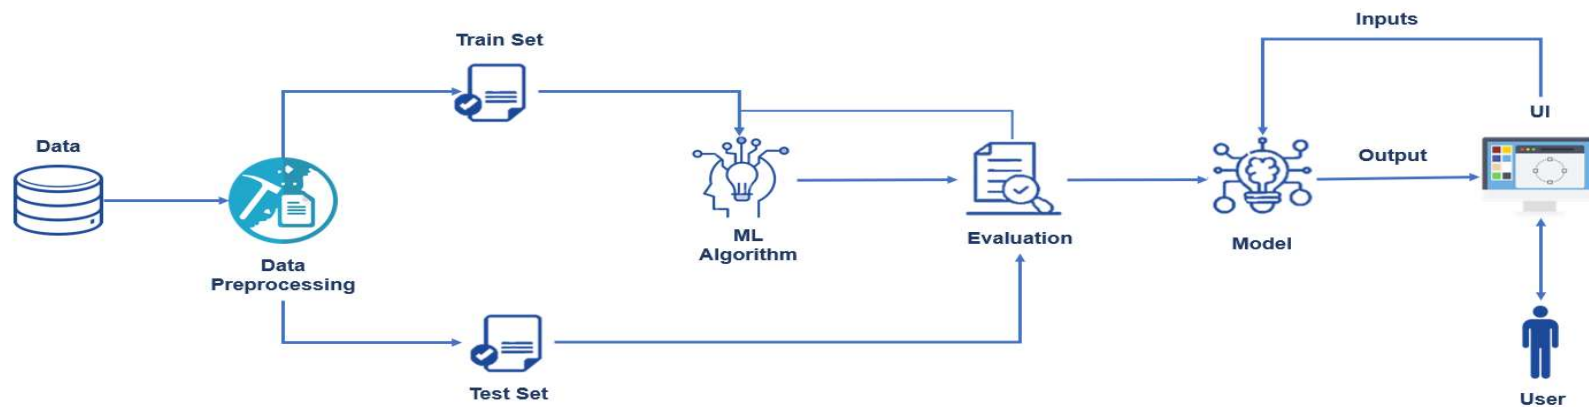 Data
Data
Preprocessing
Train Set
Test Set
ML
Algorithm
Evaluation
Model
Inputs
Output
UI
User